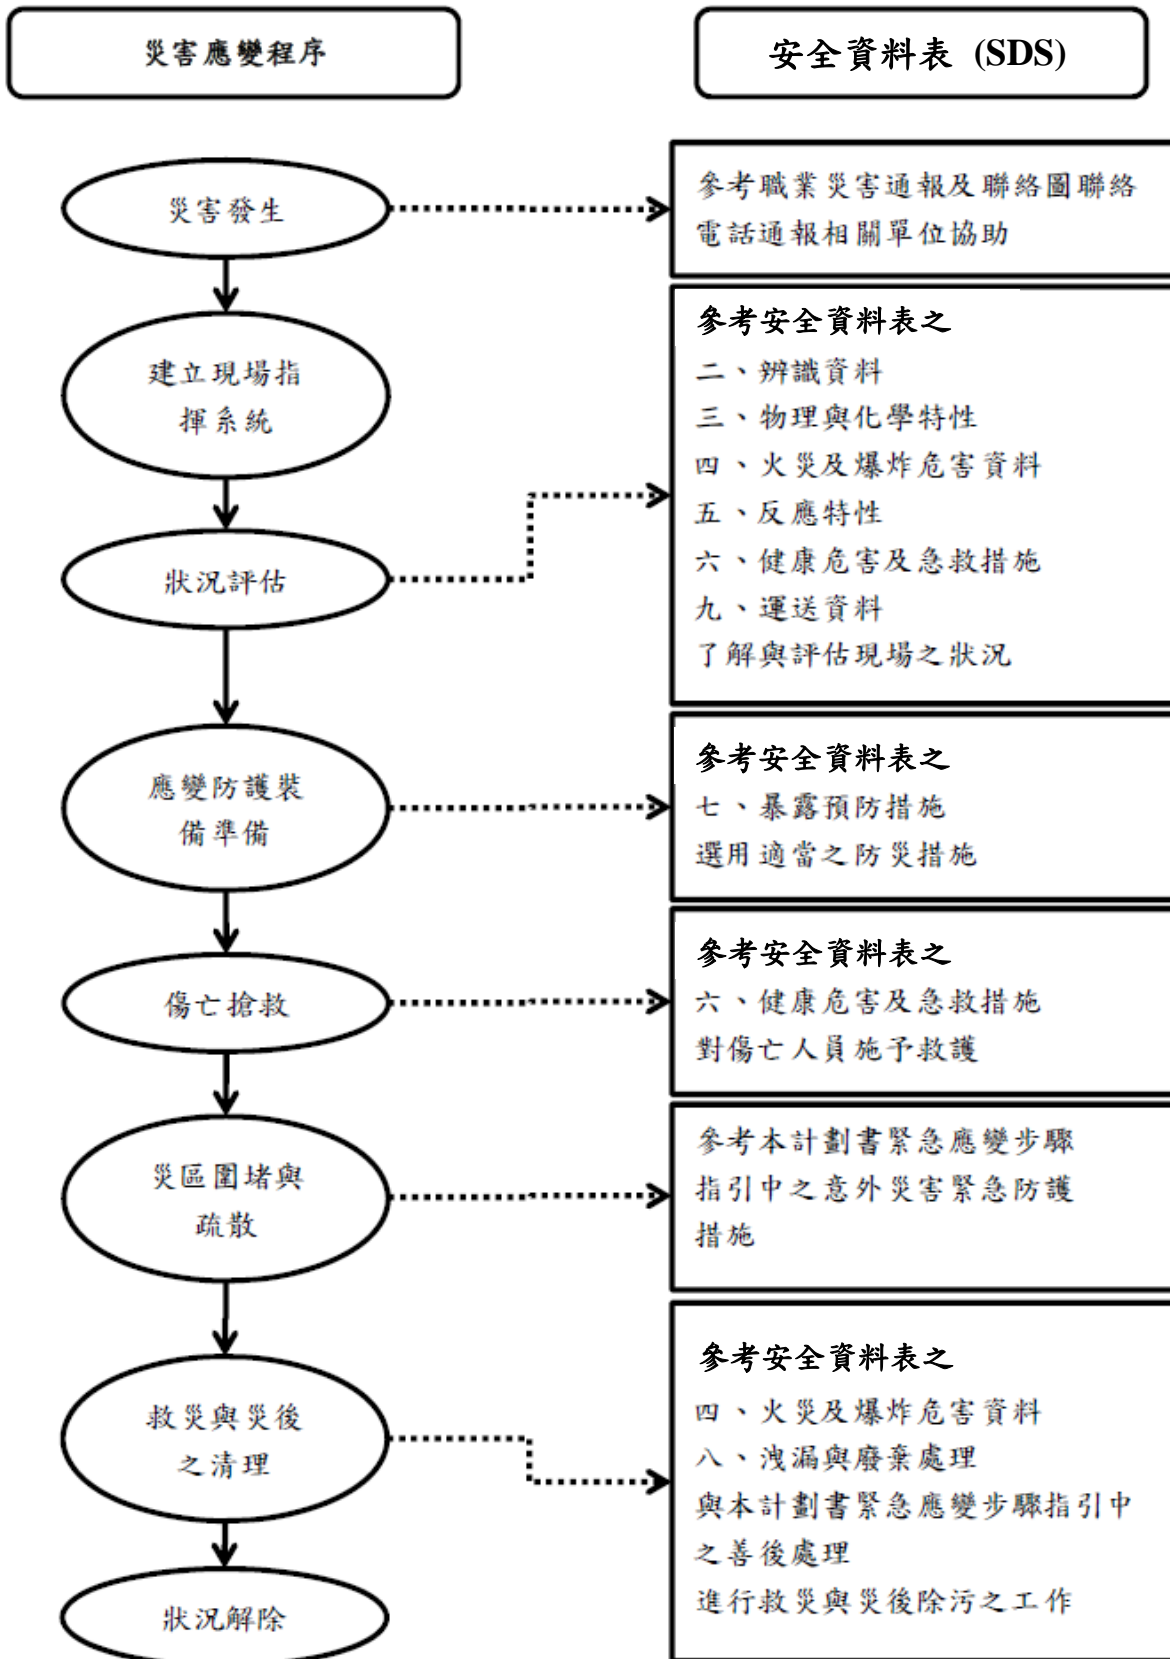 災害應變程序
安全資料表 (SDS)
災害發生
參考職業災害通報及聯絡圖聯絡
電話通報相關單位協助
建立現場指
揮系統
狀況評估
參考安全資料表之
二、辨識資料
三、物理與化學特性
四、火災及爆炸危害資料
五、反應特性
六、健康危害及急救措施
九、運送資料
了解與評估現場之狀況
應變防護裝
備準備
參考安全資料表之
七、暴露預防措施
選用適當之防災措施
傷亡搶救
參考安全資料表之
六、健康危害及急救措施
對傷亡人員施予救護
災區圍堵與
疏散
參考本計劃書緊急應變步驟
指引中之意外災害緊急防護
措施
救災與災後
之清理
參考安全資料表之
四、火災及爆炸危害資料
八、洩漏與廢棄處理
與本計劃書緊急應變步驟指引中
之善後處理
進行救災與災後除污之工作
狀況解除